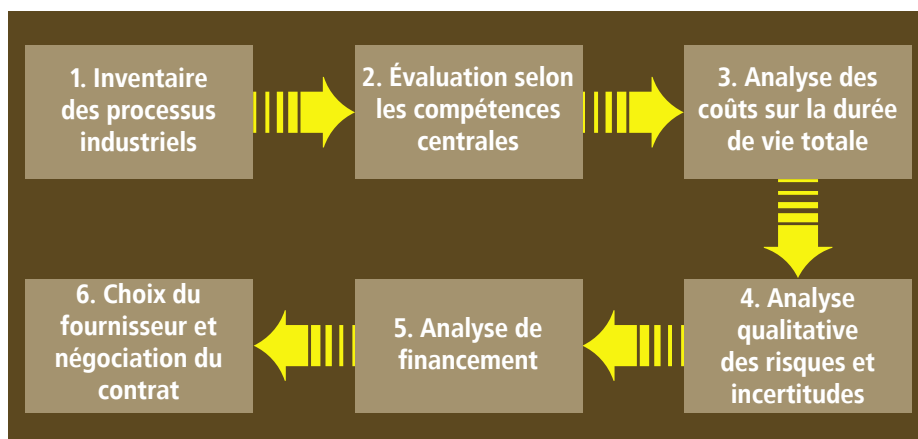 1. Inventaire
des processus
industriels
2. Évaluation selon
les compétences
centrales
3. Analyse des
coûts sur la durée
de vie totale
4. Analyse
qualitative
des risques et
incertitudes
5. Analyse de
financement
6. Choix du
fournisseur et
négociation du
contrat